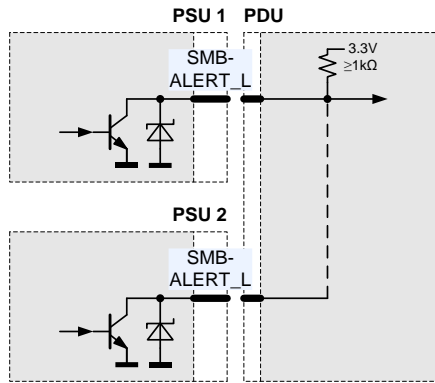 PSU 1 PDU
SMB-
ALERT_L
3.3V
≥1kΩ
PSU 2
SMB-
ALERT_L